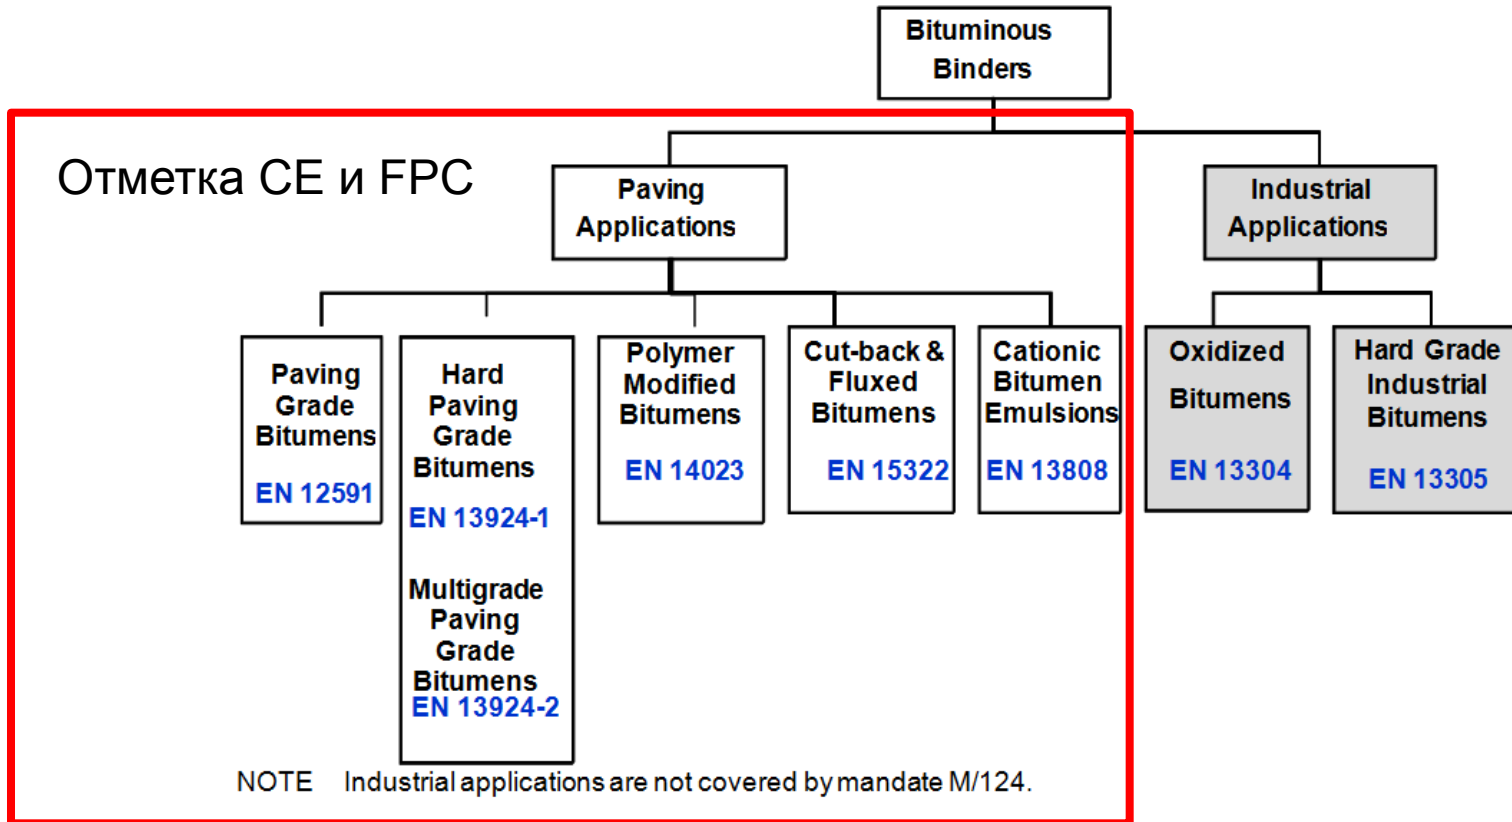 Bituminous
Binders
Отметка CE и FPC
Paving
Applications
Industrial
Applications
Paving
Grade
Bitumens
EN 12591
Hard
Paving
Grade
Bitumens
EN 13924-1
Multigrade
Paving
Grade
Bitumens
EN 13924-2
Polymer
Modified
Bitumens
EN 14023
Cut-back &
Fluxed
Bitumens
EN 15322
Cationic
Bitumen
Emulsions
EN 13808
Oxidized
Bitumens
EN 13304
Hard Grade
Industrial
Bitumens
EN 13305
NOTE Industrial applications are not covered by mandate M/124.